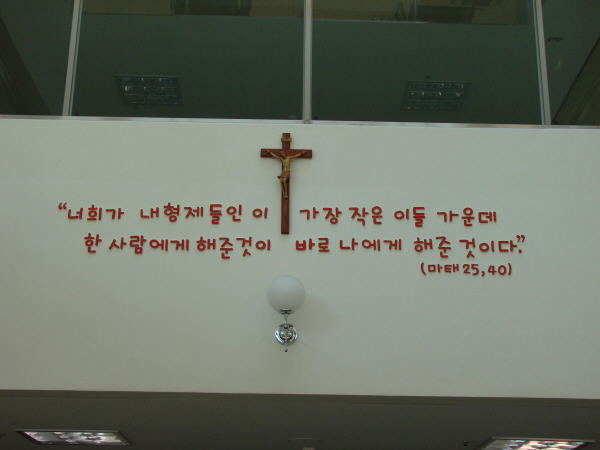 “너희가 내형제들인 이 가장 작은 이들 가운데
한 사람에게 해준것이 바로 나에게 해준 것이다.”
(마태 25,40)